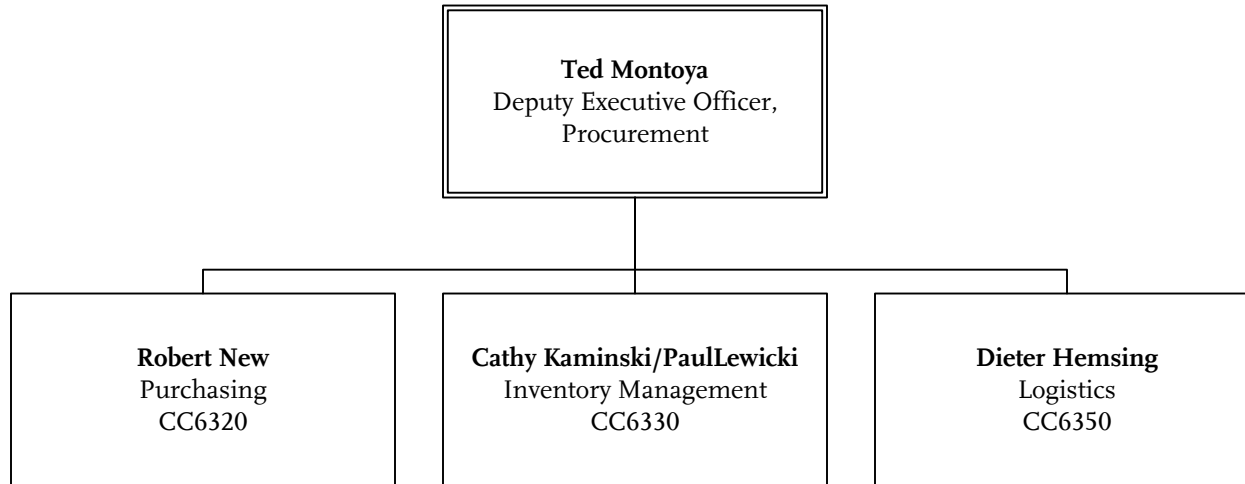 Ted Montoya
Deputy Executive Officer,
Procurement
Robert New
Purchasing
CC6320
Cathy Kaminski/PaulLewicki
Inventory Management
CC6330
Dieter Hemsing
Logistics
CC6350